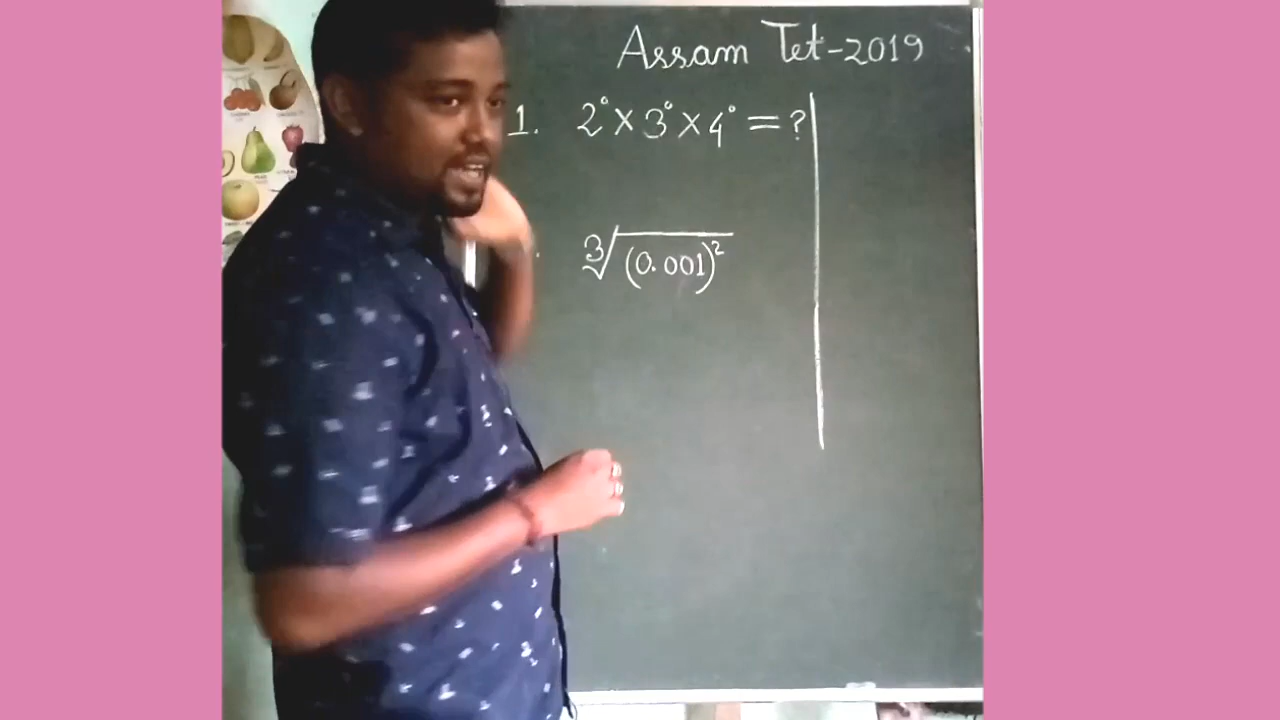 Assam Tet-2019
1. 2° × 3° × 4° = ?
∛(0.001)²